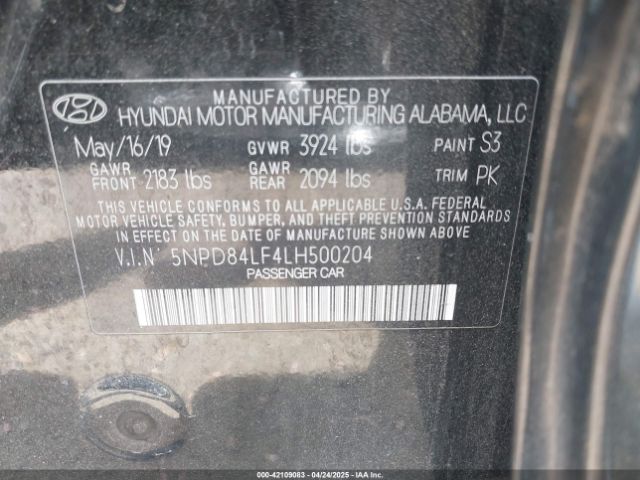 MANUFACTURED BY
HYUNDAI MOTOR MANUFACTURING ALABAMA, LLC
May/16/19 GVWR 3924 lbs PAINT S3
GAWR FRONT 2183 lbs GAWR REAR 2094 lbs TRIM PK
THIS VEHICLE CONFORMS TO ALL APPLICABLE U.S.A. FEDERAL
MOTOR VEHICLE SAFETY, BUMPER, AND THEFT PREVENTION STANDARDS
IN EFFECT ON THE DATE OF MANUFACTURE SHOWN ABOVE.
V.I.N' 5NPD84LF4LH500204
PASSENGER CAR
000-42109083 - 04/24/2025 - IAA Inc.